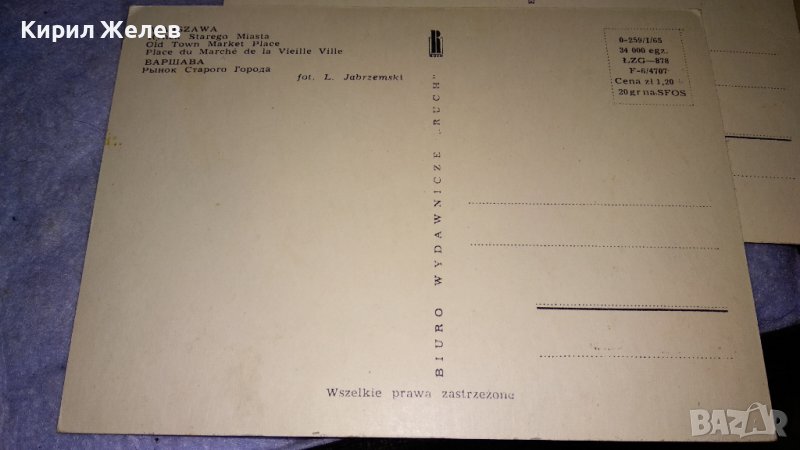 Кирил Желев
SZAWA
Starego Miasta
Old Town Market Place
Place du Marché de la Vieille Ville
ВАРШАВА
Рынок Старого Города
fot. L. Jabrzemski
BIURO WYDAWNICZE „RUCH"
0-259/1/65
34 000 egz.
ŁZG—878
F-6/4707
Cena zł 1,20 +
20 gr na SFOS
Wszelkie prawa zastrzeżone
BAZAR